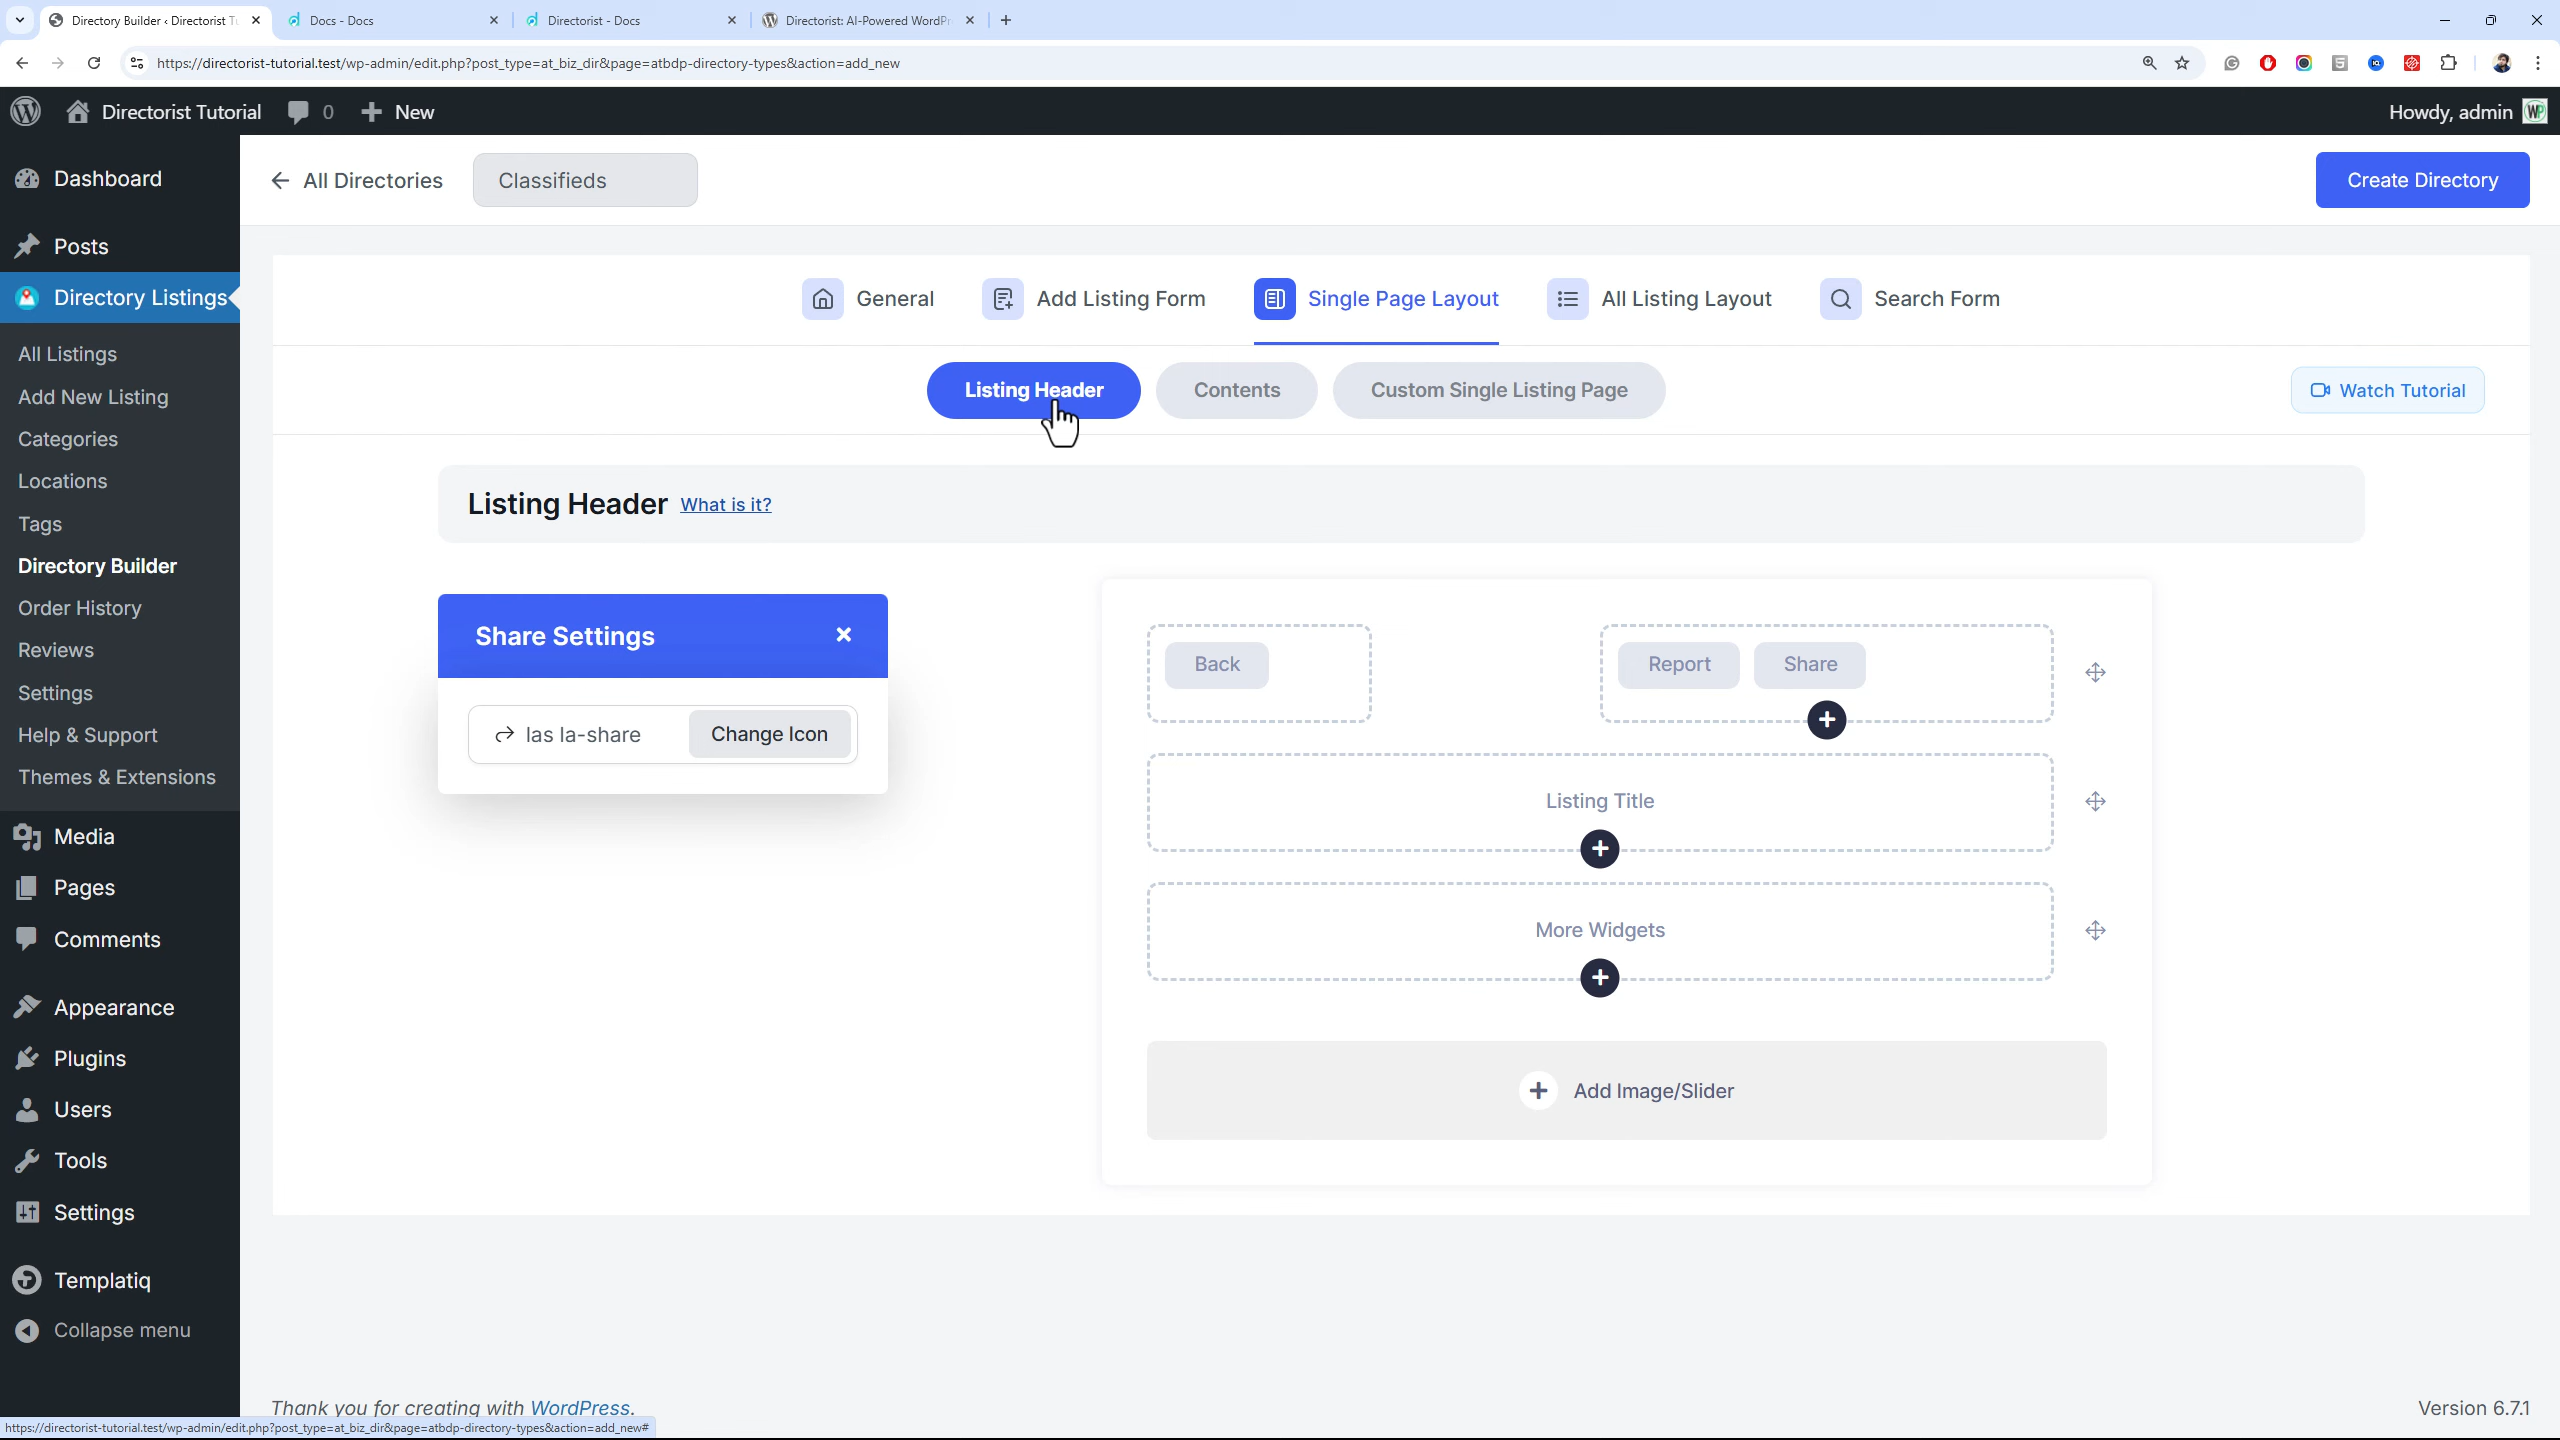 Directory Builder ‹ Directorist Tu
Docs - Docs
Directorist - Docs
Directorist: AI-Powered WordPr
https://directorist-tutorial.test/wp-admin/edit.php?post_type=at_biz_dir&page=atbdp-directory-types&action=add_new
Directorist Tutorial
0
New
Howdy, admin
Dashboard
Posts
Directory Listings
All Listings
Add New Listing
Categories
Locations
Tags
Directory Builder
Order History
Reviews
Settings
Help & Support
Themes & Extensions
Media
Pages
Comments
Appearance
Plugins
Users
Tools
Settings
Templatiq
Collapse menu
All Directories
Classifieds
Create Directory
General
Add Listing Form
Single Page Layout
All Listing Layout
Search Form
Listing Header
Contents
Custom Single Listing Page
Watch Tutorial
Listing Header What is it?
Share Settings
las la-share
Change Icon
Back
Report
Share
Listing Title
More Widgets
Add Image/Slider
Thank you for creating with WordPress.
Version 6.7.1
https://directorist-tutorial.test/wp-admin/edit.php?post_type=at_biz_dir&page=atbdp-directory-types&action=add_new#